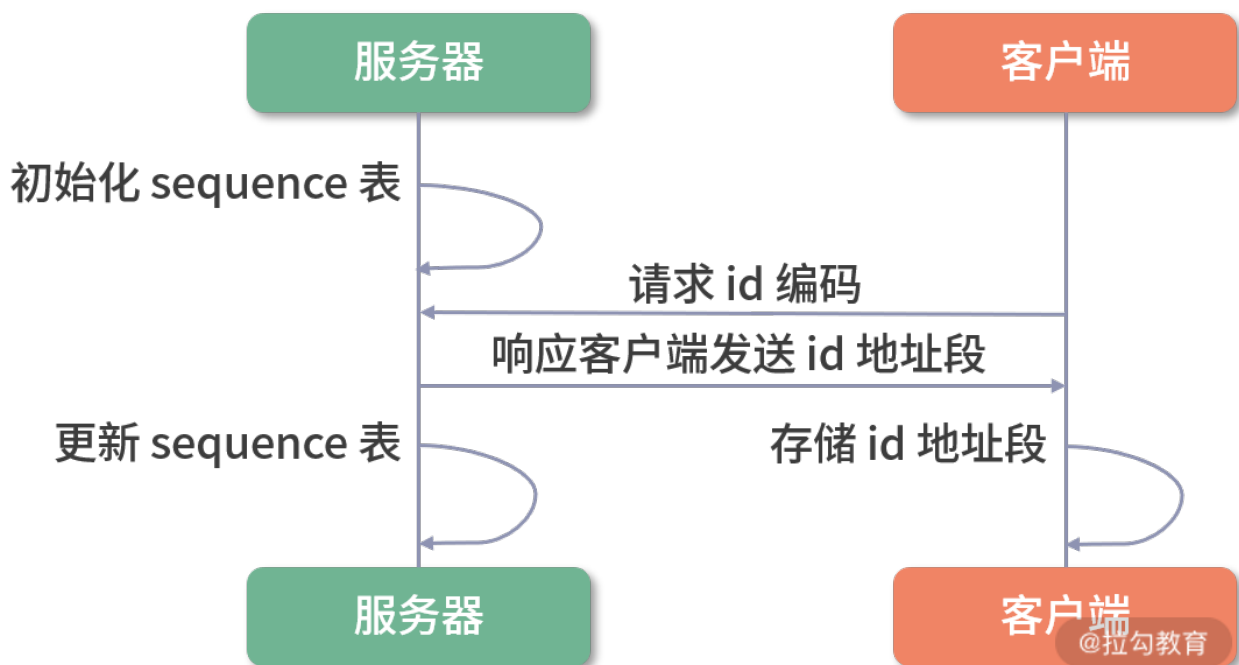 服务器
客户端
初始化 sequence 表
请求 id 编码
响应客户端发送 id 地址段
更新 sequence 表
存储 id 地址段
服务器
客户端
@拉勾教育